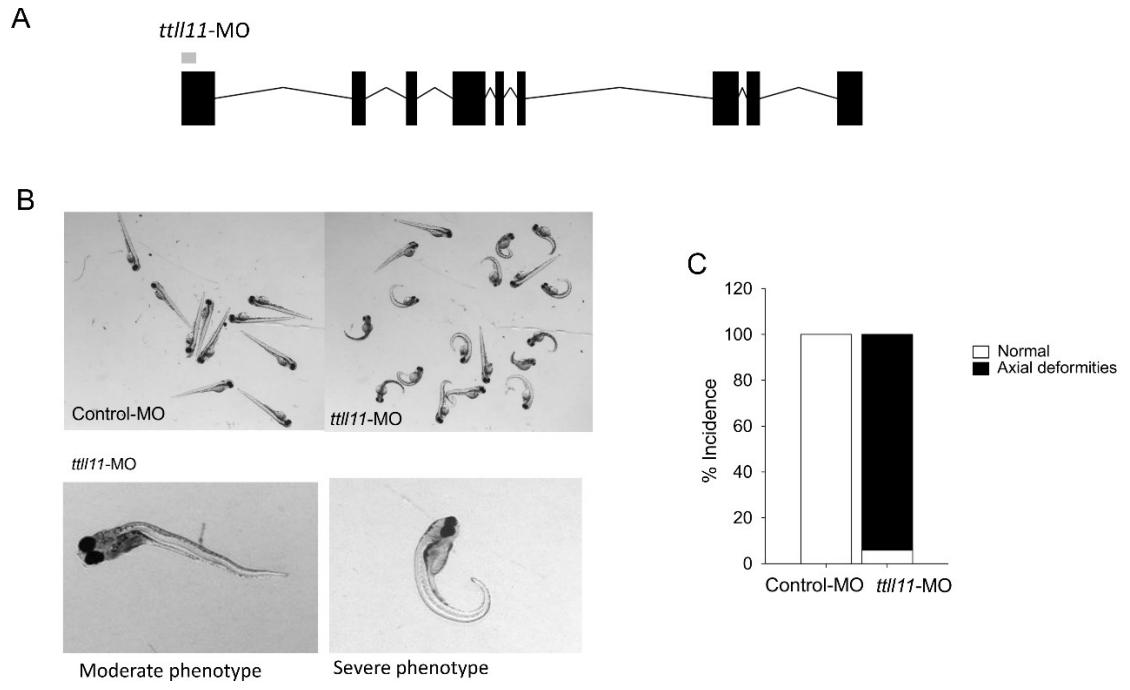 A
ttll11-MO
B
Control-MO
ttll11-MO
ttll11-MO
Moderate phenotype
Severe phenotype
C
% Incidence
120
100
80
60
40
20
0
Control-MO
ttll11-MO
Normal
Axial deformities